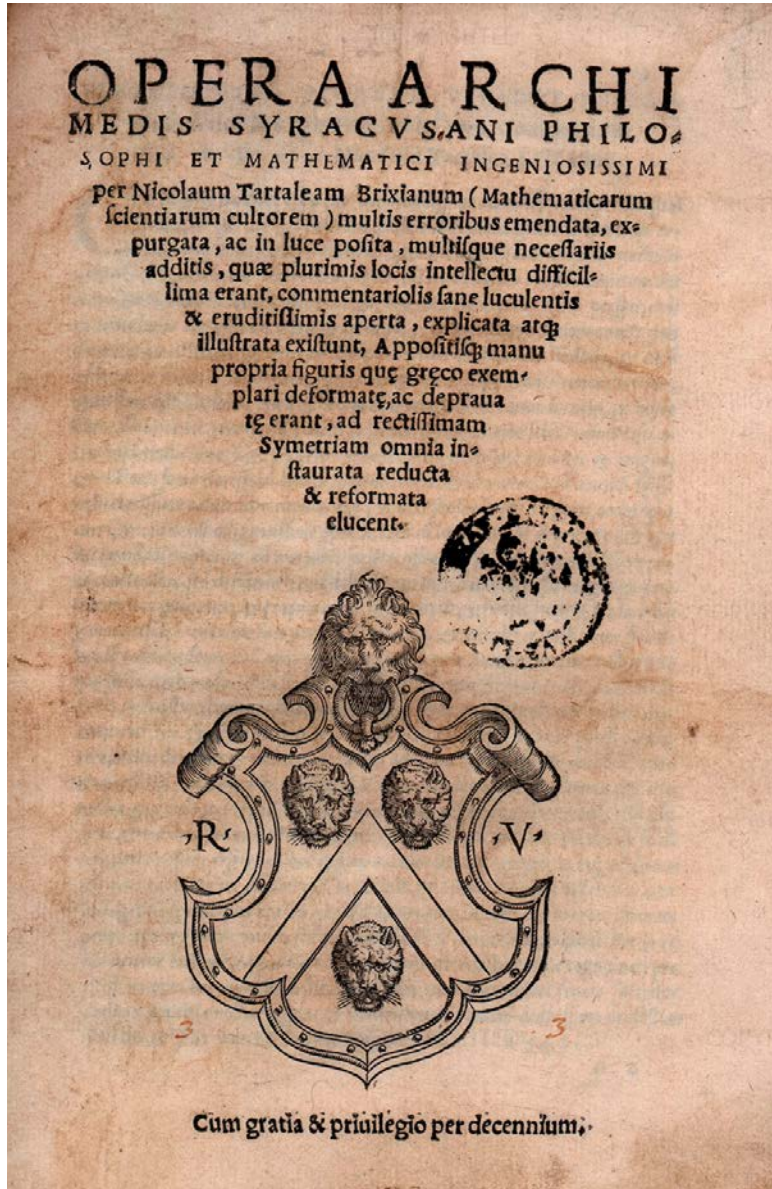 OPERA ARCHI
MEDIS SYRACVSANI PHILO-
SOPHI ET MATHEMATICI INGENIOSISSIMI
per Nicolaum Tartaleam Brixianum (Mathematicarum
ſcientiarum cultorem) multis erroribus emendata, ex-
purgata, ac in luce poſita, multiſque neceſſariis
additis, quæ plurimis locis intellectu difficil-
lima erant, commentariolis ſane luculentis
& eruditiſſimis aperta, explicata atqꝫ
illuſtrata exiſtunt, Appoſitiſqꝫ manu
propria figuris quę gręco exem-
plari deformatę, ac depraua
tę erant, ad rectiſſimam
Symetriam omnia in-
ſtaurata reducta
& reformata
elucent.
R V
3 3
Cum gratia & priuilegio per decennium.